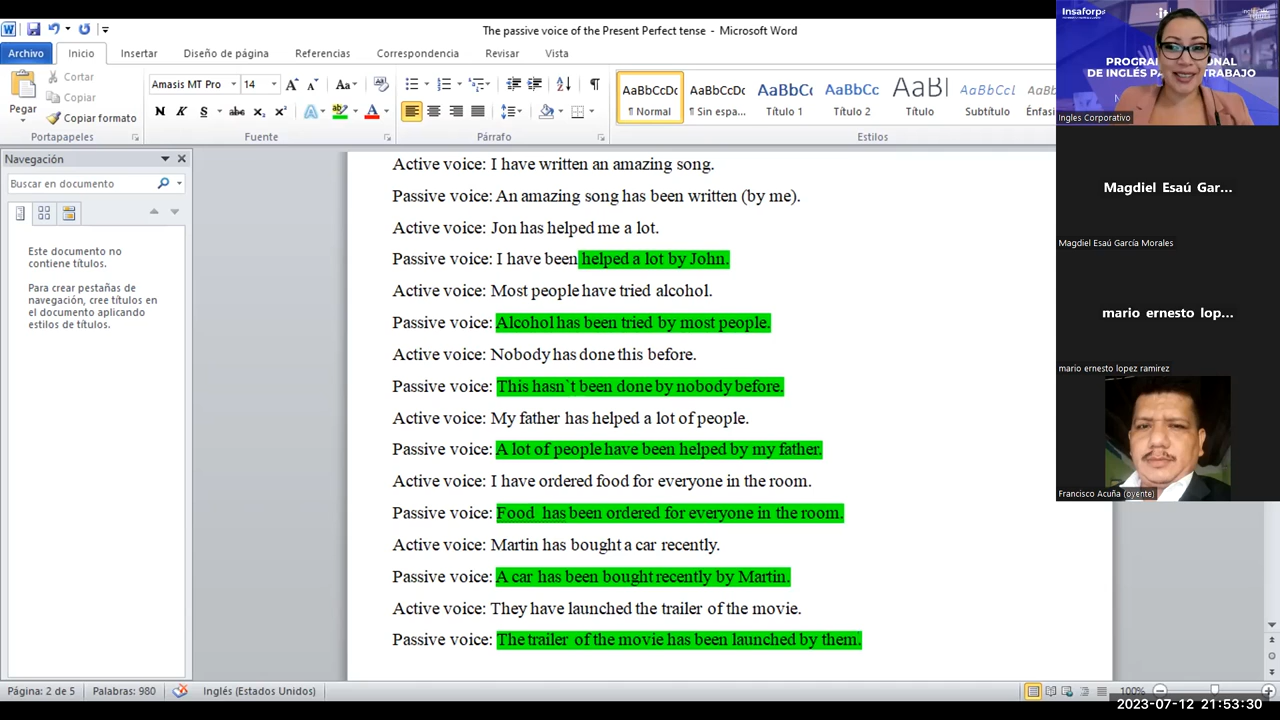 The passive voice of the Present Perfect tense - Microsoft Word
Archivo
Inicio
Insertar
Diseño de página
Referencias
Correspondencia
Revisar
Vista
Pegar
Cortar
Copiar
Copiar formato
Portapapeles
Amasis MT Pro
14
Fuente
Párrafo
AaBbCcDc
¶ Normal
AaBbCcDc
¶ Sin espa...
AaBbCc
Título 1
AaBbCc
Título 2
AaBl
Título
AaBbCcl
Subtítulo
AaBb
Énfasi
Estilos
Navegación
Buscar en documento
Este documento no
contiene títulos.
Para crear pestañas de
navegación, cree títulos en
el documento aplicando
estilos de título.
Active voice: I have written an amazing song.
Passive voice: An amazing song has been written (by me).
Active voice: Jon has helped me a lot.
Passive voice: I have been helped a lot by John.
Active voice: Most people have tried alcohol.
Passive voice: Alcohol has been tried by most people.
Active voice: Nobody has done this before.
Passive voice: This hasn`t been done by nobody before.
Active voice: My father has helped a lot of people.
Passive voice: A lot of people have been helped by my father.
Active voice: I have ordered food for everyone in the room.
Passive voice: Food has been ordered for everyone in the room.
Active voice: Martin has bought a car recently.
Passive voice: A car has been bought recently by Martin.
Active voice: They have launched the trailer of the movie.
Passive voice: The trailer of the movie has been launched by them.
Página: 2 de 5
Palabras: 980
Inglés (Estados Unidos)
100%
Insaforp
Ingles Corporativo
Magdiel Esaú Gar...
Magdiel Esaú García Morales
mario ernesto lop...
mario ernesto lopez ramirez
Francisco Acuña (oyente)
2023-07-12 21:53:30